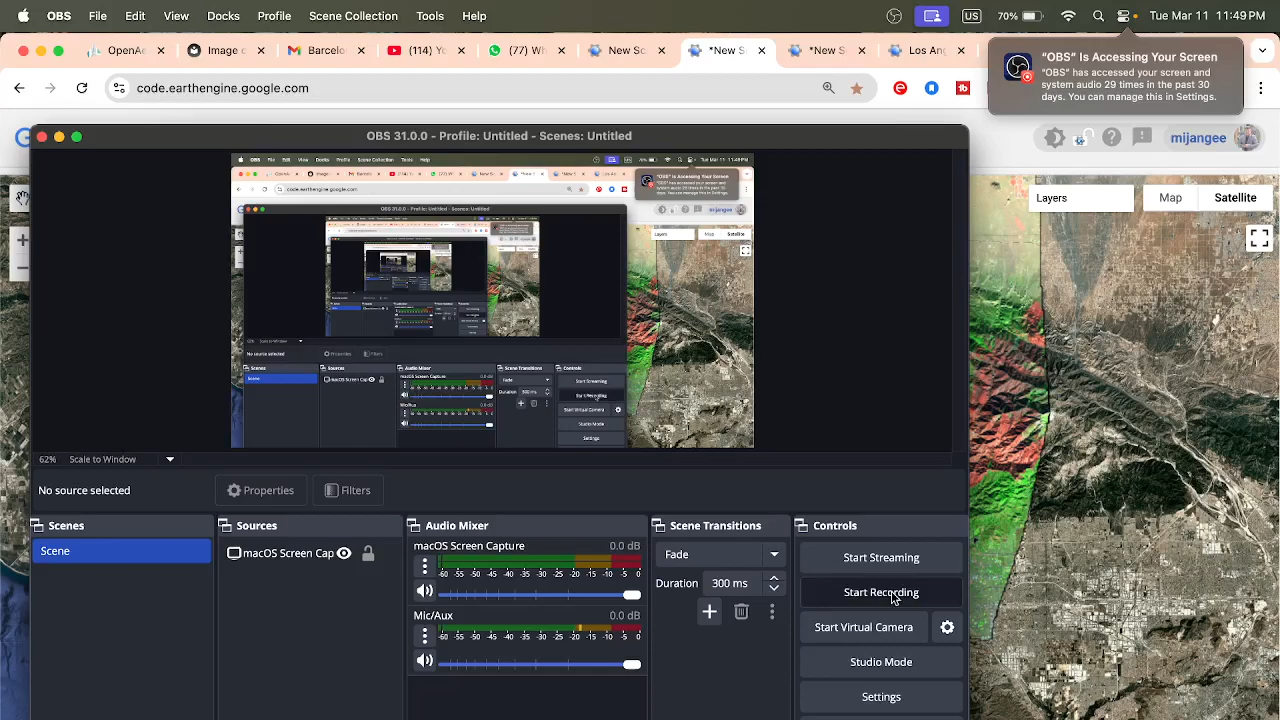 OBS File Edit View Docks Profile Scene Collection Tools Help US 70% Tue Mar 11 11:49 PM
OpenAe Image c Gmail Barcelo (114) Yo (77) Wh New Sc *New S *New S Los Ang
code.earthengine.google.com
"OBS" Is Accessing Your Screen
"OBS" has accessed your screen and
system audio 29 times in the past 30
days. You can manage this in Settings.
OBS 31.0.0 - Profile: Untitled - Scenes: Untitled
mijangee
Layers
Map
Satellite
62% Scale to Window
No source selected
Properties
Filters
Scenes
Scene
Sources
macOS Screen Cap
Audio Mixer
macOS Screen Capture 0.0 dB
-60 -55 -50 -45 -40 -35 -30 -25 -20 -15 -10 -5 0
Mic/Aux 0.0 dB
-60 -55 -50 -45 -40 -35 -30 -25 -20 -15 -10 -5 0
Scene Transitions
Fade
Duration 300 ms
Controls
Start Streaming
Start Recording
Start Virtual Camera
Studio Mode
Settings